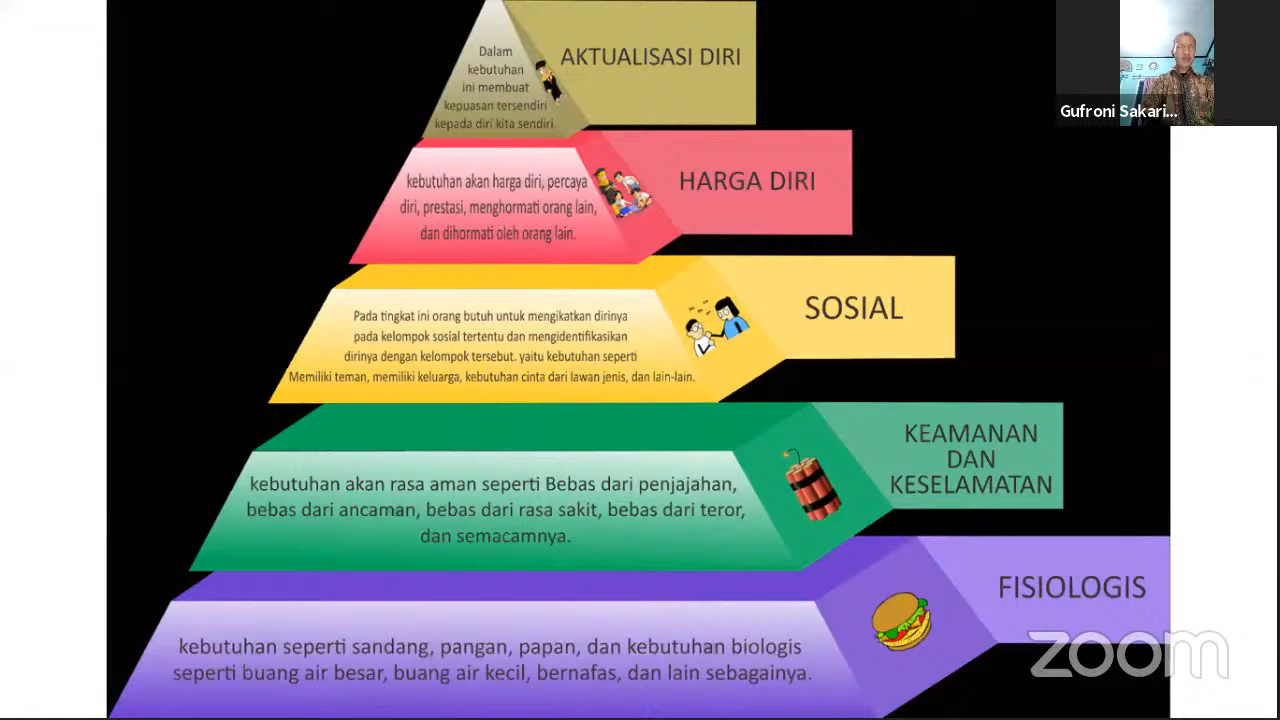 Dalam
kebutuhan
ini membuat
kepuasan tersendiri
kepada diri kita sendiri.
AKTUALISASI DIRI
Gufroni Sakari...
kebutuhan akan harga diri, percaya
diri, prestasi, menghormati orang lain,
dan dihormati oleh orang lain.
HARGA DIRI
Pada tingkat ini orang butuh untuk mengikatkan dirinya
pada kelompok sosial tertentu dan mengidentifikasikan
dirinya dengan kelompok tersebut. yaitu kebutuhan seperti
Memiliki teman, memiliki keluarga, kebutuhan cinta dari lawan jenis, dan lain-lain.
SOSIAL
kebutuhan akan rasa aman seperti Bebas dari penjajahan,
bebas dari ancaman, bebas dari rasa sakit, bebas dari teror,
dan semacamnya.
KEAMANAN
DAN
KESELAMATAN
kebutuhan seperti sandang, pangan, papan, dan kebutuhan biologis
seperti buang air besar, buang air kecil, bernafas, dan lain sebagainya.
FISIOLOGIS
zoom